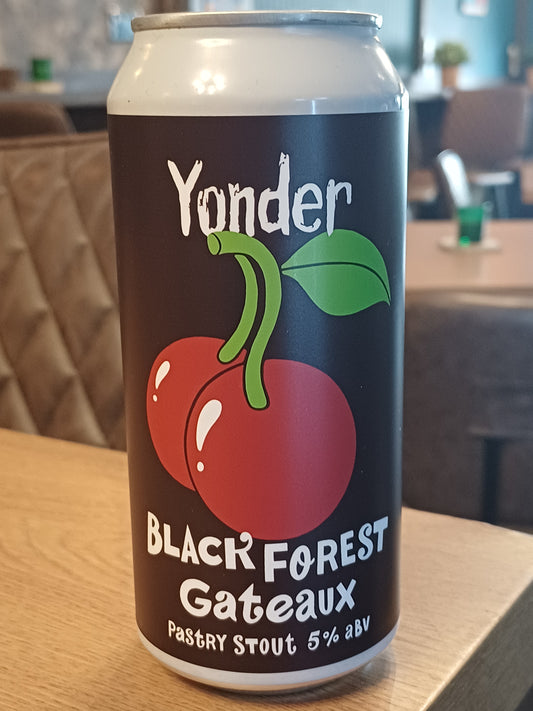 Yonder
BLACK FOREST
Gateaux
PaStRY StOUt 5% aBV